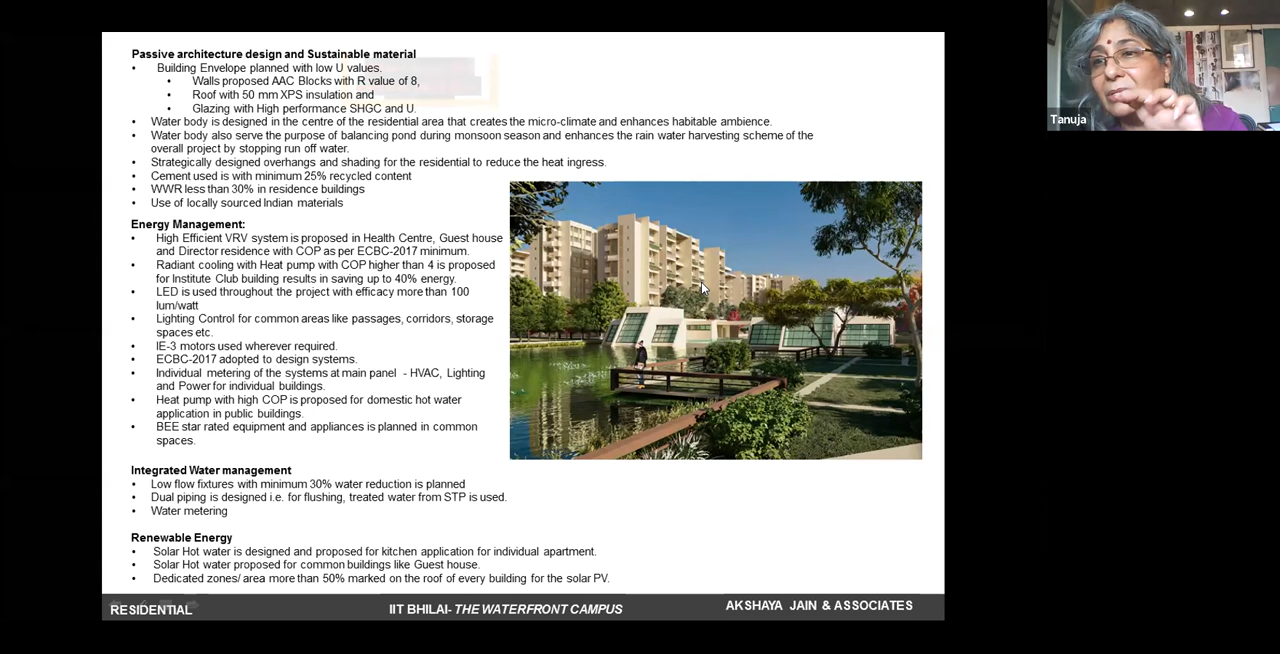 Passive architecture design and Sustainable material
• Building Envelope planned with low U values.
• Walls proposed AAC Blocks with R value of 8,
• Roof with 50 mm XPS insulation and
• Glazing with High performance SHGC and U.
• Water body is designed in the centre of the residential area that creates the micro-climate and enhances habitable ambience.
• Water body also serve the purpose of balancing pond during monsoon season and enhances the rain water harvesting scheme of the
overall project by stopping run off water.
• Strategically designed overhangs and shading for the residential to reduce the heat ingress.
• Cement used is with minimum 25% recycled content
• WWR less than 30% in residence buildings
• Use of locally sourced Indian materials
Energy Management:
• High Efficient VRV system is proposed in Health Centre, Guest house
and Director residence with COP as per ECBC-2017 minimum.
• Radiant cooling with Heat pump with COP higher than 4 is proposed
for Institute Club building results in saving up to 40% energy.
• LED is used throughout the project with efficacy more than 100
lum/watt
• Lighting Control for common areas like passages, corridors, storage
spaces etc.
• IE-3 motors used wherever required.
• ECBC-2017 adopted to design systems.
• Individual metering of the systems at main panel - HVAC, Lighting
and Power for individual buildings.
• Heat pump with high COP is proposed for domestic hot water
application in public buildings.
• BEE star rated equipment and appliances is planned in common
spaces.
Integrated Water management
• Low flow fixtures with minimum 30% water reduction is planned
• Dual piping is designed i.e. for flushing, treated water from STP is used.
• Water metering
Renewable Energy
• Solar Hot water is designed and proposed for kitchen application for individual apartment.
• Solar Hot water proposed for common buildings like Guest house.
• Dedicated zones/ area more than 50% marked on the roof of every building for the solar PV.
RESIDENTIAL
IIT BHILAI- THE WATERFRONT CAMPUS
AKSHAYA JAIN & ASSOCIATES
Tanuja